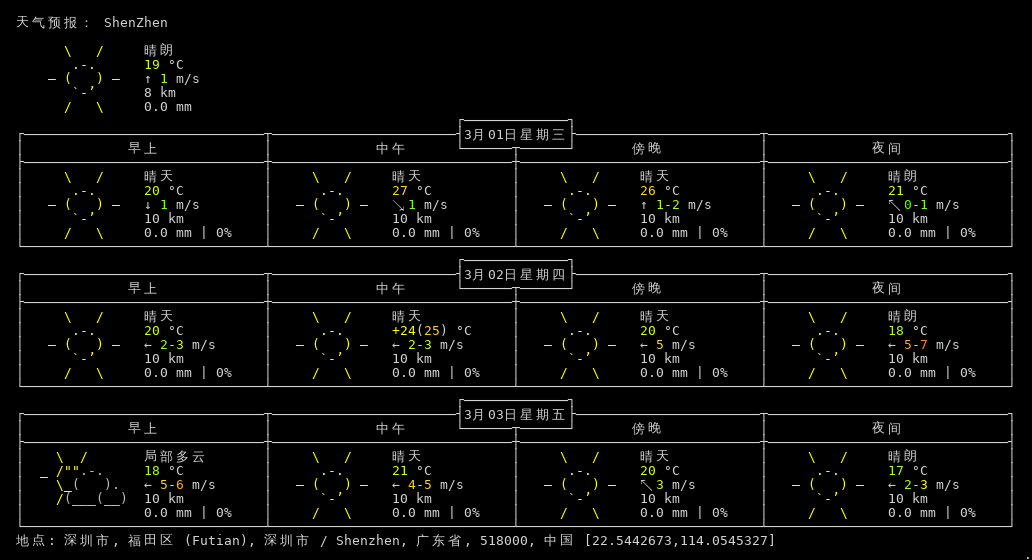 天气预报： ShenZhen
晴朗
19 °C
↑ 1 m/s
8 km
0.0 mm
3月01日星期三
早上 中午 傍晚 夜间
晴天 晴天 晴天 晴朗
20 °C 27 °C 26 °C 21 °C
↓ 1 m/s ↘ 1 m/s ↑ 1-2 m/s ↖ 0-1 m/s
10 km 10 km 10 km 10 km
0.0 mm | 0% 0.0 mm | 0% 0.0 mm | 0% 0.0 mm | 0%
3月02日星期四
早上 中午 傍晚 夜间
晴天 晴天 晴天 晴朗
20 °C +24(25) °C 20 °C 18 °C
← 2-3 m/s ← 2-3 m/s ← 5 m/s ← 5-7 m/s
10 km 10 km 10 km 10 km
0.0 mm | 0% 0.0 mm | 0% 0.0 mm | 0% 0.0 mm | 0%
3月03日星期五
早上 中午 傍晚 夜间
局部多云 晴天 晴天 晴朗
18 °C 21 °C 20 °C 17 °C
← 5-6 m/s ← 4-5 m/s ↖ 3 m/s ← 2-3 m/s
10 km 10 km 10 km 10 km
0.0 mm | 0% 0.0 mm | 0% 0.0 mm | 0% 0.0 mm | 0%
地点: 深圳市, 福田区 (Futian), 深圳市 / Shenzhen, 广东省, 518000, 中国 [22.5442673,114.0545327]